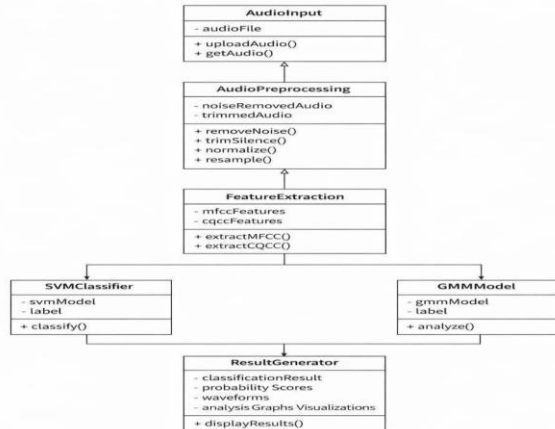 AudioInput
- audioFile
+ uploadAudio()
+ getAudio()
AudioPreprocessing
- noiseRemovedAudio
- trimmedAudio
+ removeNoise()
+ trimSilence()
+ normalize()
+ resample()
FeatureExtraction
- mfccFeatures
- cqccFeatures
+ extractMFCC()
+ extractCQCC()
SVMClassifier
- svmModel
- label
+ classify()
GMMModel
- gmmModel
- label
+ analyze()
ResultGenerator
- classificationResult
- probability Scores
- waveforms
- analysis Graphs Visualizations
+ displayResults()